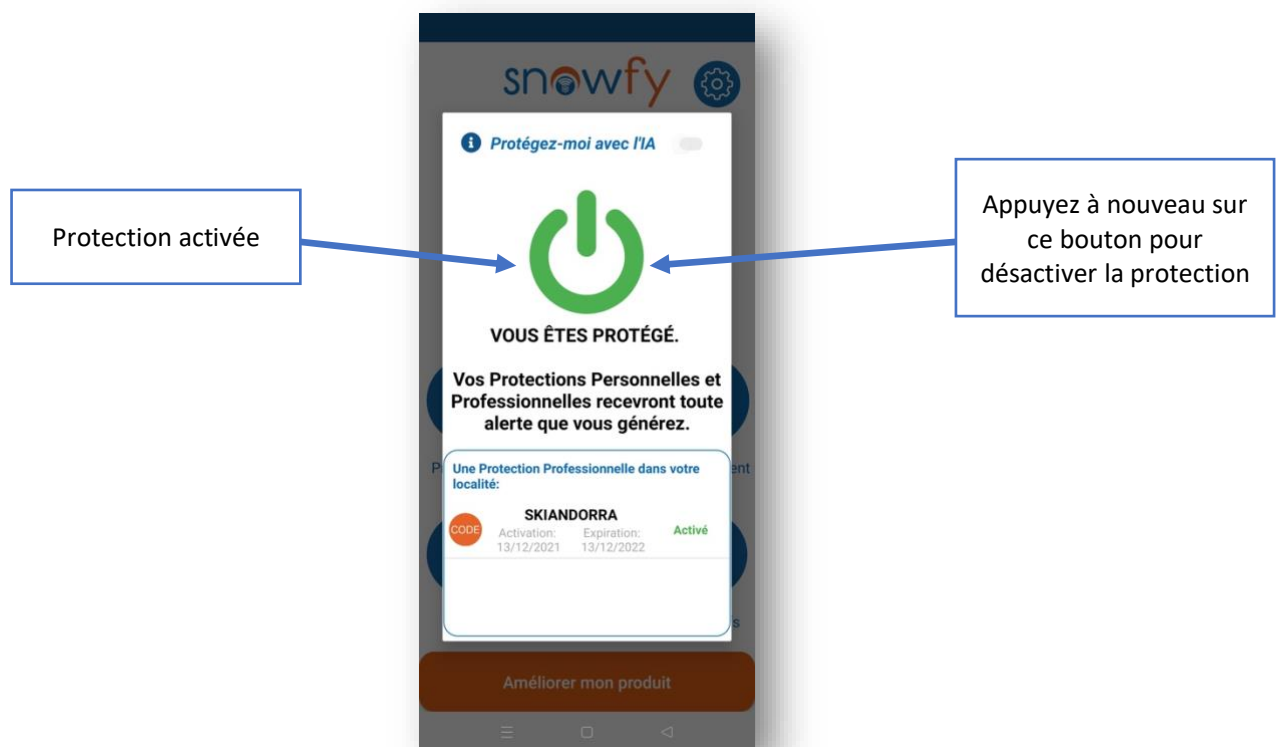 snowfy
Protégez-moi avec l'IA
Protection activée
Appuyez à nouveau sur
ce bouton pour
désactiver la protection
VOUS ÊTES PROTÉGÉ.
Vos Protections Personnelles et
Professionnelles recevront toute
alerte que vous générez.
Une Protection Professionnelle dans votre
localité:
SKIANDORRA
CODE
Activation:
13/12/2021
Expiration:
13/12/2022
Activé
Améliorer mon produit